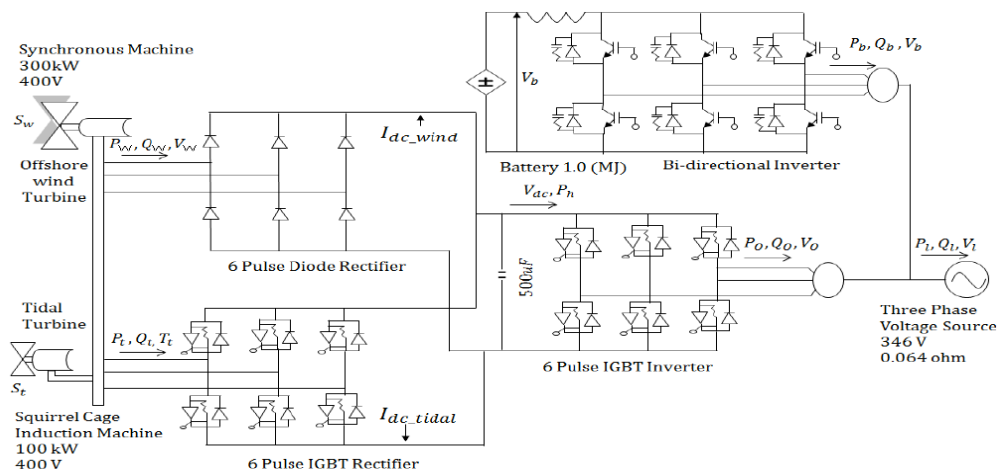 Synchronous Machine
300kW
400V
S_w
P_W, Q_W, V_W
Offshore
wind
Turbine
I_dc_wind
6 Pulse Diode Rectifier
V_b
P_b, Q_b, V_b
Battery 1.0 (MJ)
Bi-directional Inverter
V_dc, P_h
500uF
P_O, Q_O, V_O
P_l, Q_l, V_l
6 Pulse IGBT Inverter
Three Phase
Voltage Source
346 V
0.064 ohm
Tidal
Turbine
P_t, Q_t, T_t
S_t
I_dc_tidal
Squirrel Cage
Induction Machine
100 kW
400 V
6 Pulse IGBT Rectifier